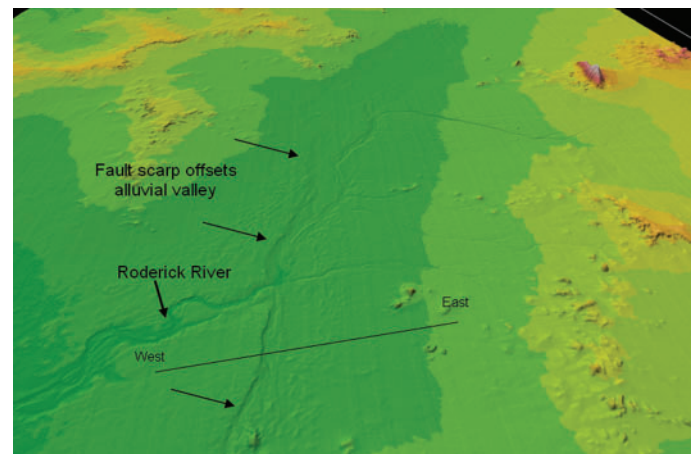 Fault scarp offsets
alluvial valley
Roderick River
East
West